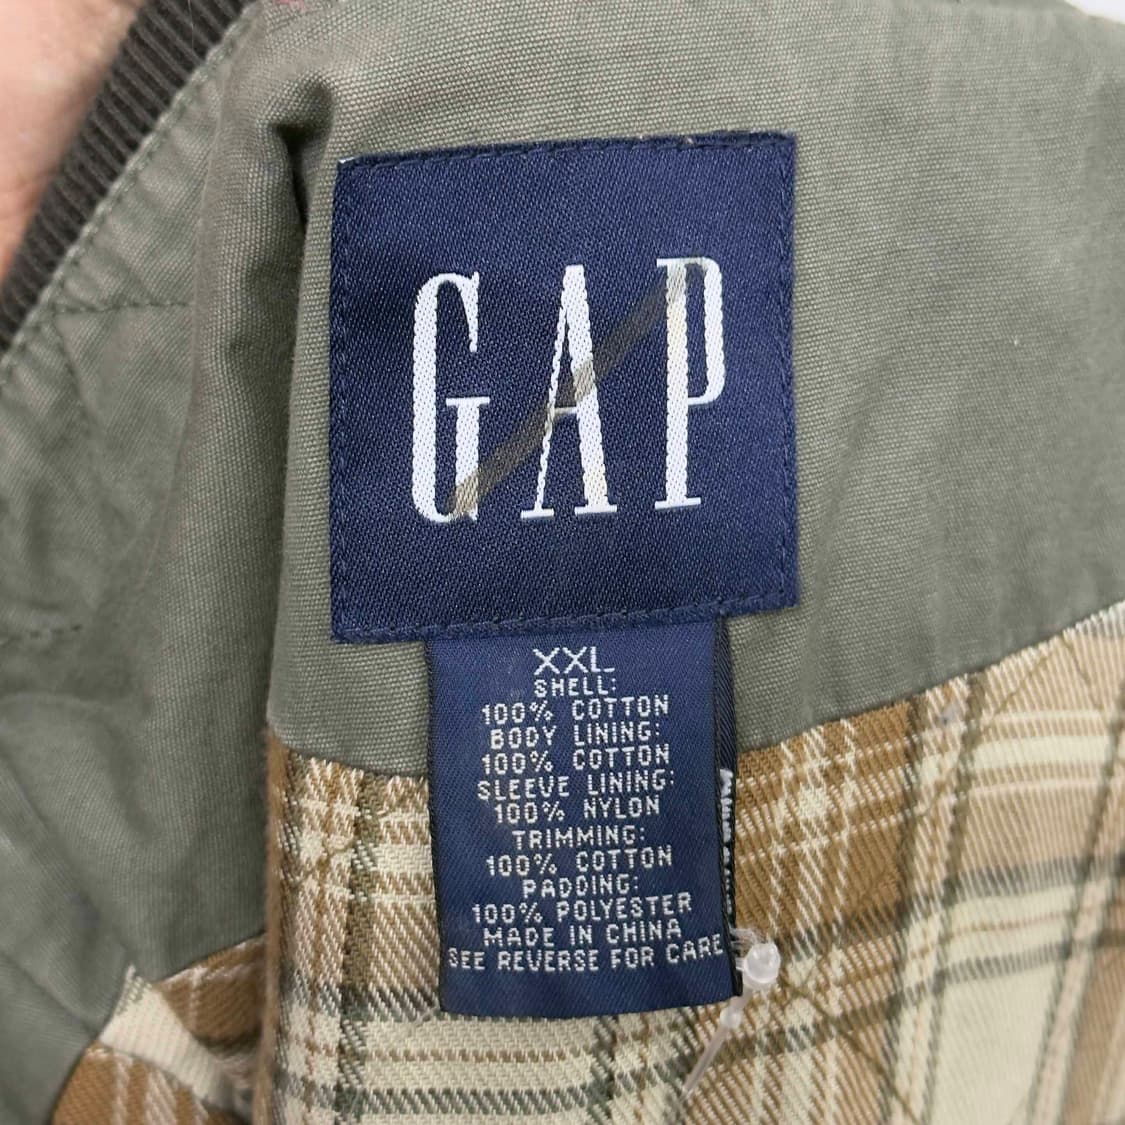 GAP
XXL
SHELL:
100% COTTON
BODY LINING:
100% COTTON
SLEEVE LINING:
100% NYLON
TRIMMING:
100% COTTON
PADDING:
100% POLYESTER
MADE IN CHINA
SEE REVERSE FOR CARE